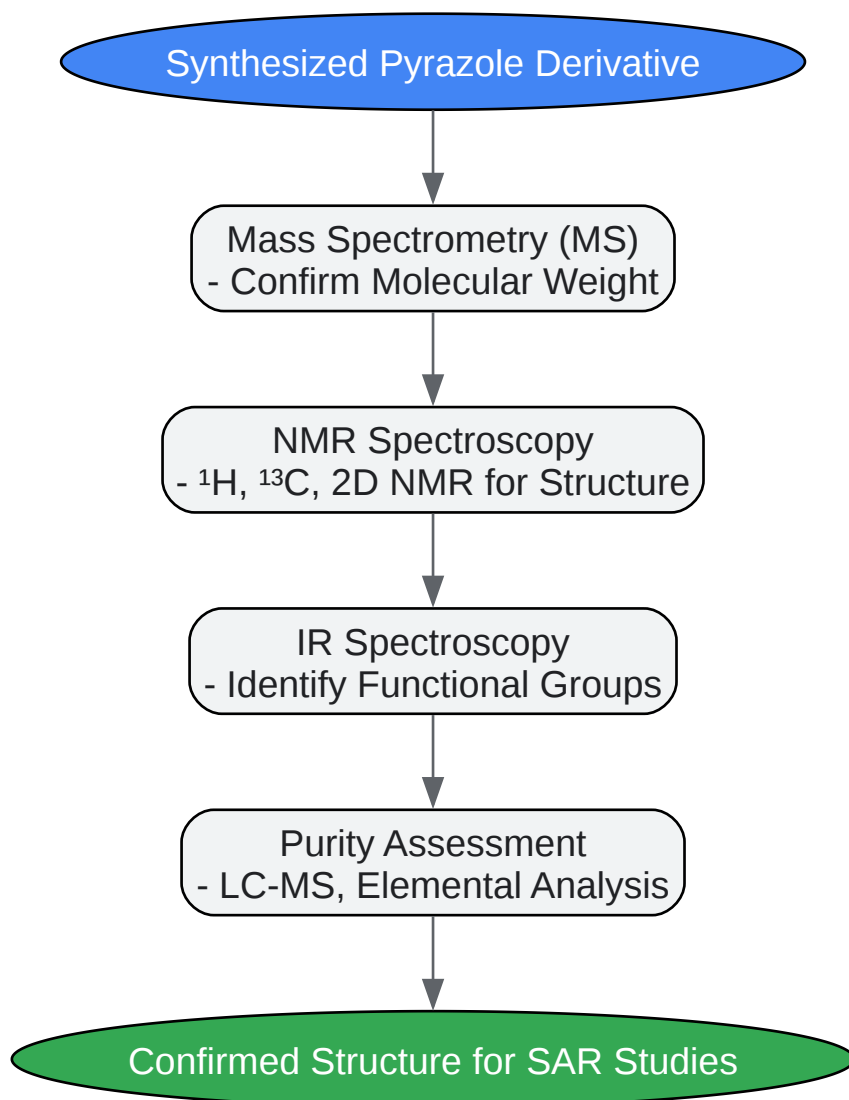 Synthesized Pyrazole Derivative
Mass Spectrometry (MS)
- Confirm Molecular Weight
NMR Spectroscopy
- ¹H, ¹³C, 2D NMR for Structure
IR Spectroscopy
- Identify Functional Groups
Purity Assessment
- LC-MS, Elemental Analysis
Confirmed Structure for SAR Studies